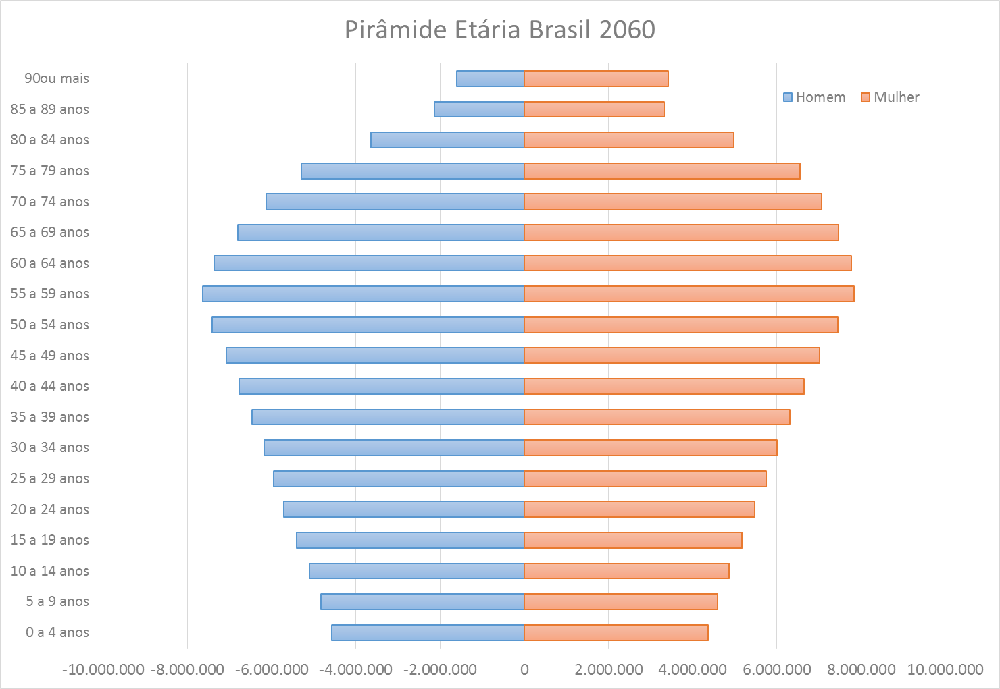 Pirâmide Etária Brasil 2060
90ou mais
Homem Mulher
85 a 89 anos
80 a 84 anos
75 a 79 anos
70 a 74 anos
65 a 69 anos
60 a 64 anos
55 a 59 anos
50 a 54 anos
45 a 49 anos
40 a 44 anos
35 a 39 anos
30 a 34 anos
25 a 29 anos
20 a 24 anos
15 a 19 anos
10 a 14 anos
5 a 9 anos
0 a 4 anos
-10.000.000 -8.000.000 -6.000.000 -4.000.000 -2.000.000 0 2.000.000 4.000.000 6.000.000 8.000.000 10.000.000